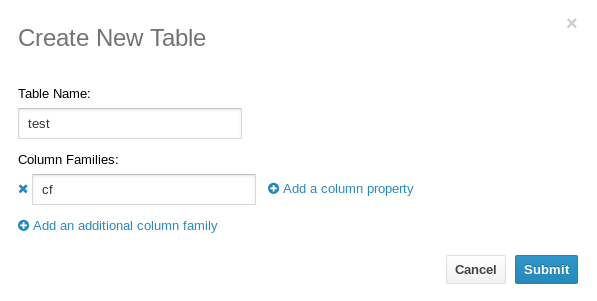 Create New Table
×
Table Name:
test
Column Families:
cf Add a column property
Add an additional column family
Cancel Submit